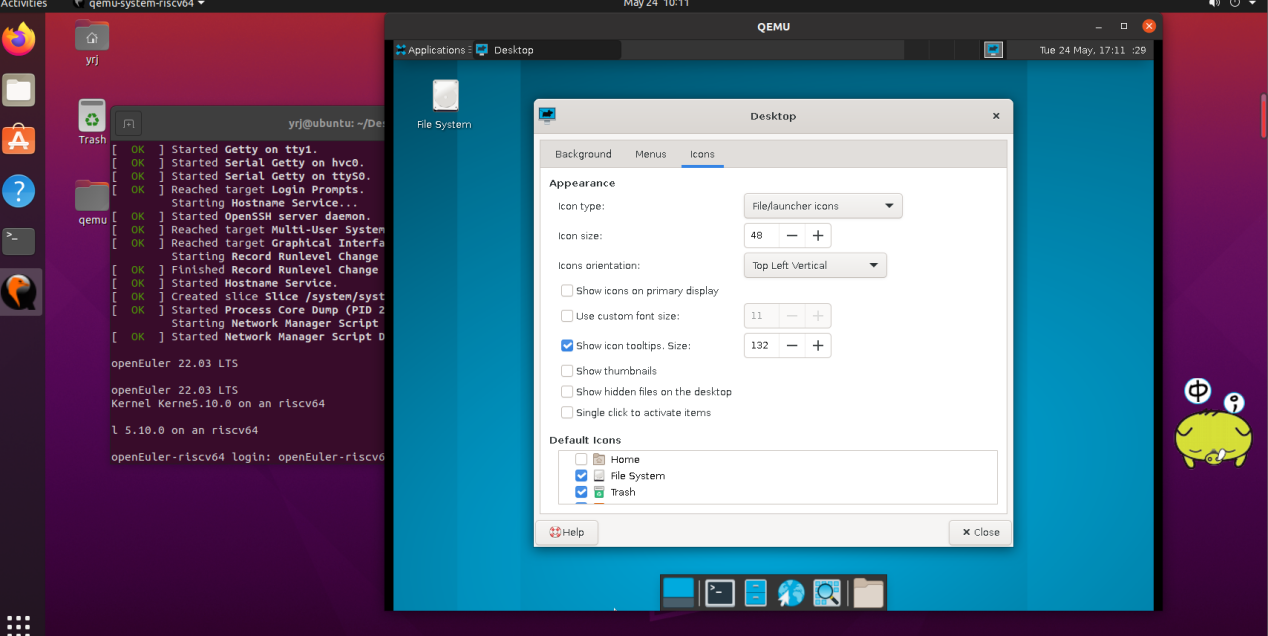 Activities
qemu-system-riscv64
May 24 10:11
yrj
Trash
qemu
yrj@ubuntu: ~/De
[ OK ] Started Getty on tty1.
[ OK ] Started Serial Getty on hvc0.
[ OK ] Started Serial Getty on ttyS0.
[ OK ] Reached target Login Prompts.
Starting Hostname Service...
[ OK ] Started OpenSSH server daemon.
[ OK ] Reached target Multi-User System
[ OK ] Reached target Graphical Interfa
Starting Record Runlevel Change
[ OK ] Finished Record Runlevel Change
[ OK ] Started Hostname Service.
[ OK ] Created slice Slice /system/syst
[ OK ] Started Process Core Dump (PID 2
Starting Network Manager Script
[ OK ] Started Network Manager Script D
openEuler 22.03 LTS
openEuler 22.03 LTS
Kernel Kerne5.10.0 on an riscv64
l 5.10.0 on an riscv64
openEuler-riscv64 login: openEuler-riscv6
QEMU
Applications
Desktop
Tue 24 May, 17:11 :29
File System
Desktop
Background Menus Icons
Appearance
Icon type: File/launcher icons
Icon size: 48
Icons orientation: Top Left Vertical
Show icons on primary display
Use custom font size: 11
Show icon tooltips. Size: 132
Show thumbnails
Show hidden files on the desktop
Single click to activate items
Default Icons
Home
File System
Trash
Help
Close
中